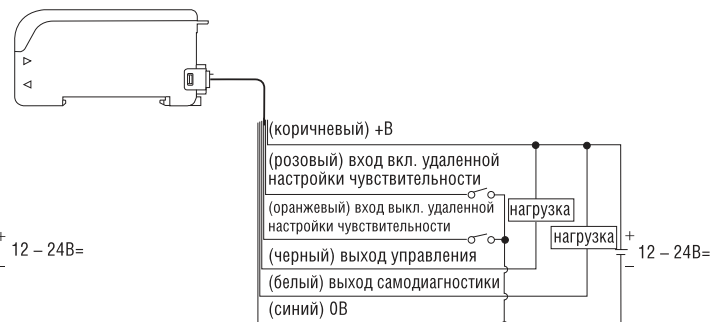 (коричневый) +В
(розовый) вход вкл. удаленной
настройки чувствительности
(оранжевый) вход выкл. удаленной
настройки чувствительности
нагрузка
нагрузка
+
12 – 24В=
–
+
12 – 24В=
–
(черный) выход управления
(белый) выход самодиагностики
(синий) 0В